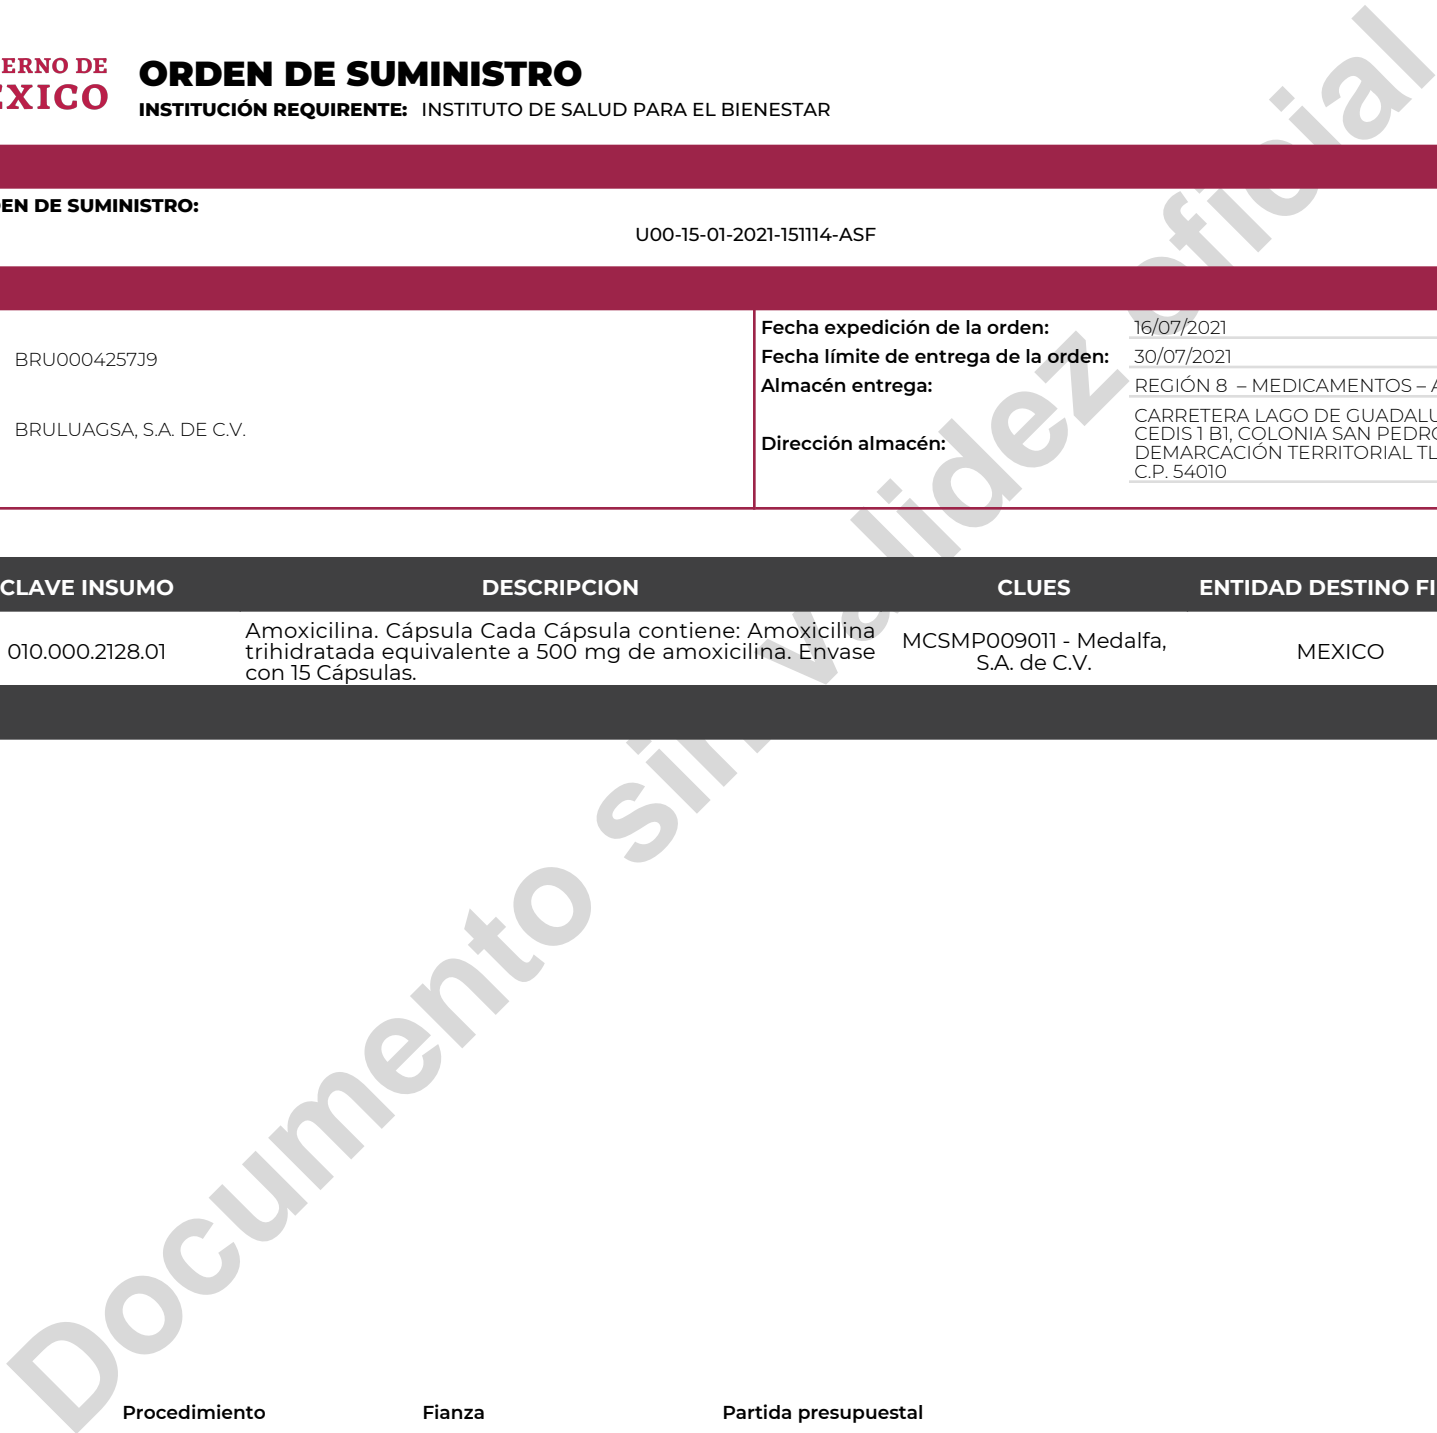 ERNO DE
EXICO
ORDEN DE SUMINISTRO
INSTITUCIÓN REQUIRENTE: INSTITUTO DE SALUD PARA EL BIENESTAR
EN DE SUMINISTRO:
U00-15-01-2021-151114-ASF
BRU0004257J9
BRULUAGSA, S.A. DE C.V.
Fecha expedición de la orden: 16/07/2021
Fecha límite de entrega de la orden: 30/07/2021
Almacén entrega: REGIÓN 8 – MEDICAMENTOS – A
Dirección almacén:
CARRETERA LAGO DE GUADALU
CEDIS 1 B1, COLONIA SAN PEDRO
DEMARCACIÓN TERRITORIAL TL
C.P. 54010
CLAVE INSUMO DESCRIPCION CLUES ENTIDAD DESTINO FI
010.000.2128.01
Amoxicilina. Cápsula Cada Cápsula contiene: Amoxicilina
trihidratada equivalente a 500 mg de amoxicilina. Envase
con 15 Cápsulas.
MCSMP009011 - Medalfa,
S.A. de C.V.
MEXICO
Documento sin validez oficial
Procedimiento Fianza Partida presupuestal